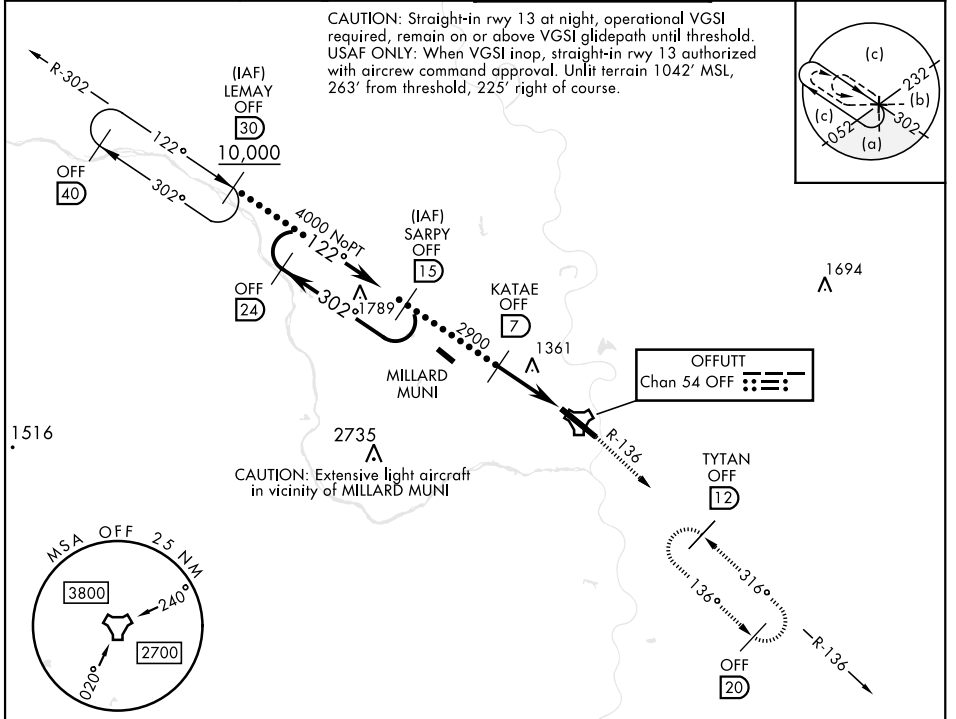 CAUTION: Straight-in rwy 13 at night, operational VGSI
required, remain on or above VGSI glidepath until threshold.
USAF ONLY: When VGSI inop, straight-in rwy 13 authorized
with aircrew command approval. Unlit terrain 1042' MSL,
263' from threshold, 225' right of course.
(c)
232
(b)
(c)
302
052
(a)
R-302
(IAF)
LEMAY
OFF
30
10,000
122°
302°
OFF
40
4000 NoPT
122°
(IAF)
SARPY
OFF
15
302°
OFF
24
1789
2900
KATAE
OFF
7
1361
1694
MILLARD
MUNI
OFFUTT
Chan 54 OFF
R-136
1516
2735
CAUTION: Extensive light aircraft
in vicinity of MILLARD MUNI
TYTAN
OFF
12
316°
136°
R-136
OFF
20
MSA OFF 25 NM
3800
240°
2700
020°